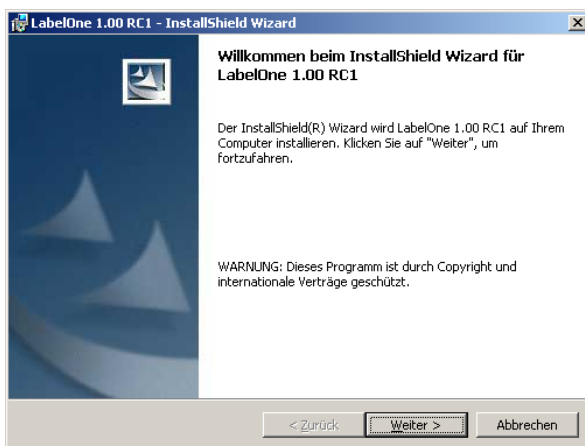 LabelOne 1.00 RC1 - InstallShield Wizard
Willkommen beim InstallShield Wizard für
LabelOne 1.00 RC1
Der InstallShield(R) Wizard wird LabelOne 1.00 RC1 auf Ihrem
Computer installieren. Klicken Sie auf "Weiter", um
fortzufahren.
WARNUNG: Dieses Programm ist durch Copyright und
internationale Verträge geschützt.
< Zurück
Weiter >
Abbrechen